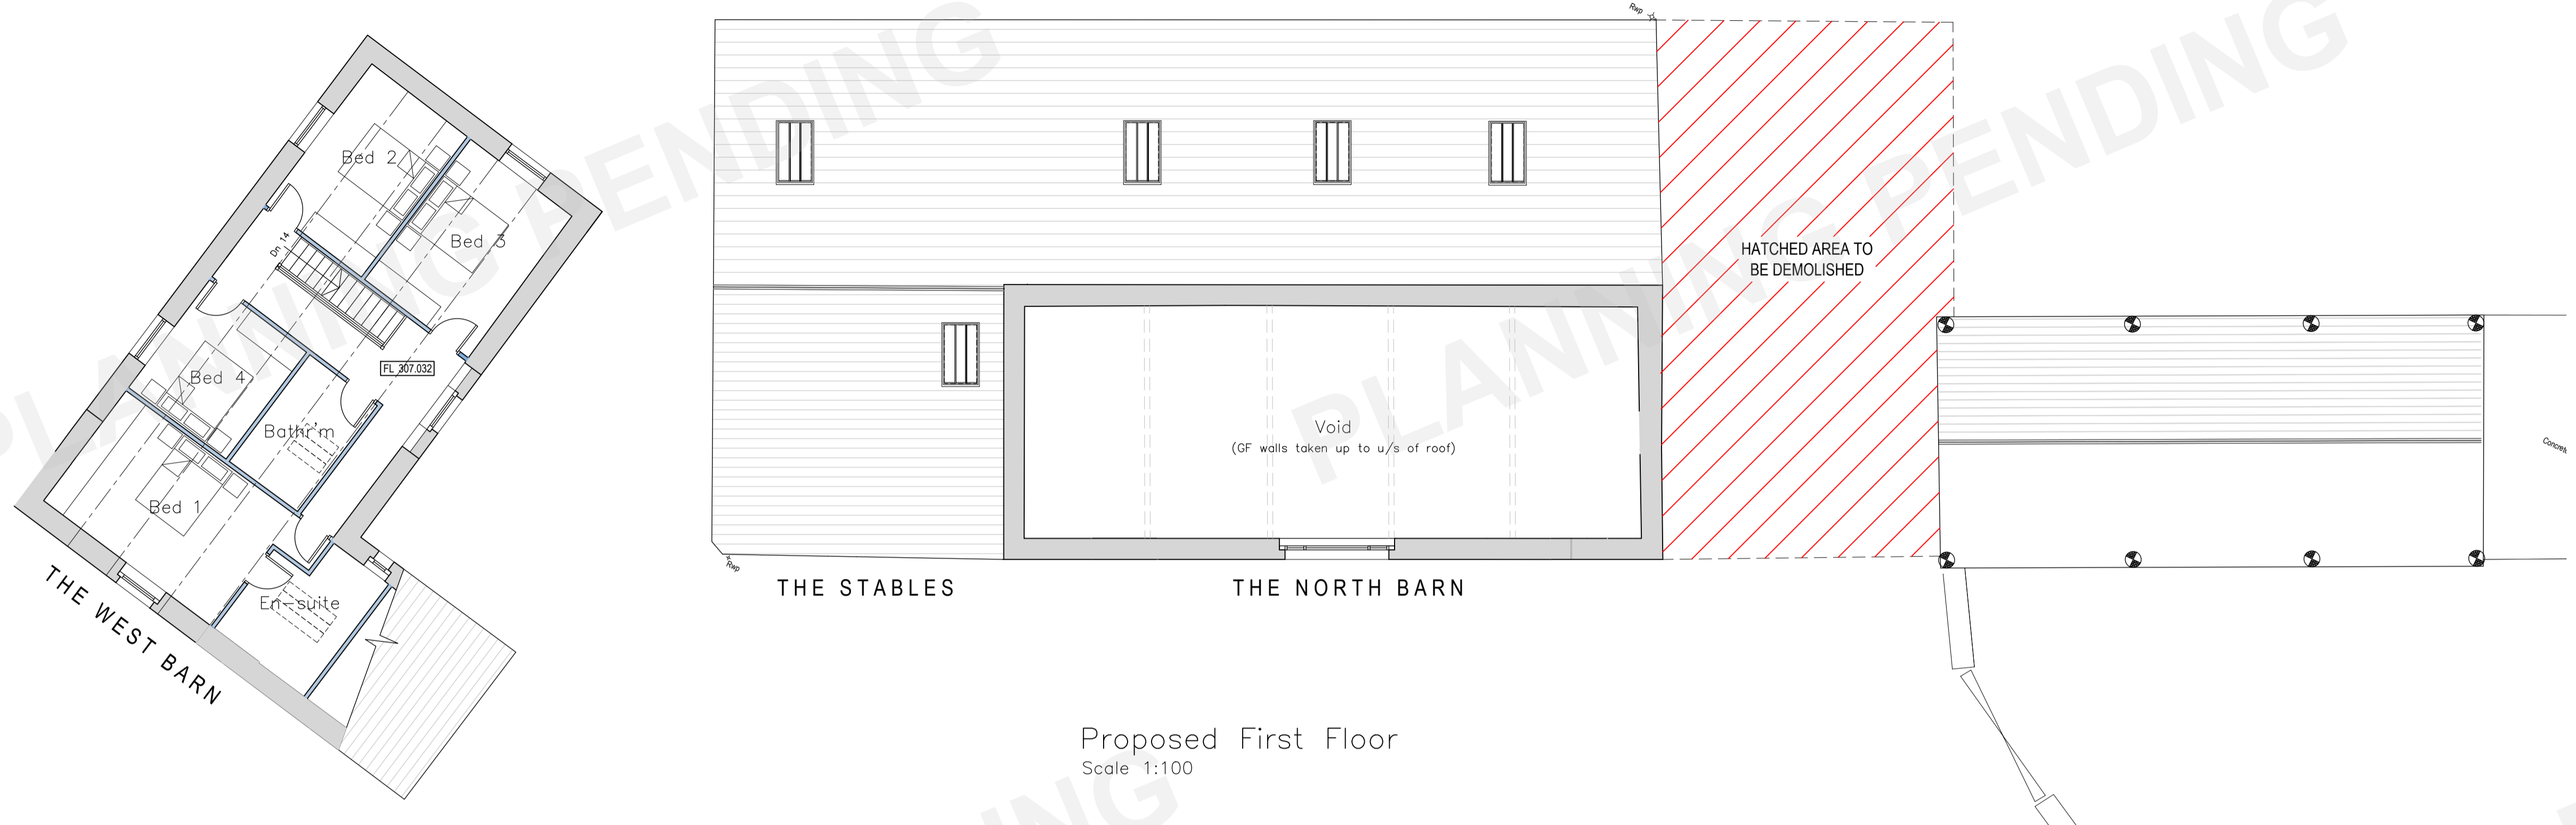 Rwp
PLANNING PENDING
PLANNING PENDING
Bed 2
Bed 3
Dn 14
FL 307.032
Bed 4
Bathr'm
Bed 1
En-suite
THE WEST BARN
HATCHED AREA TO
BE DEMOLISHED
Void
(GF walls taken up to u/s of roof)
Rwp
THE STABLES
THE NORTH BARN
Proposed First Floor
Scale 1:100
NG